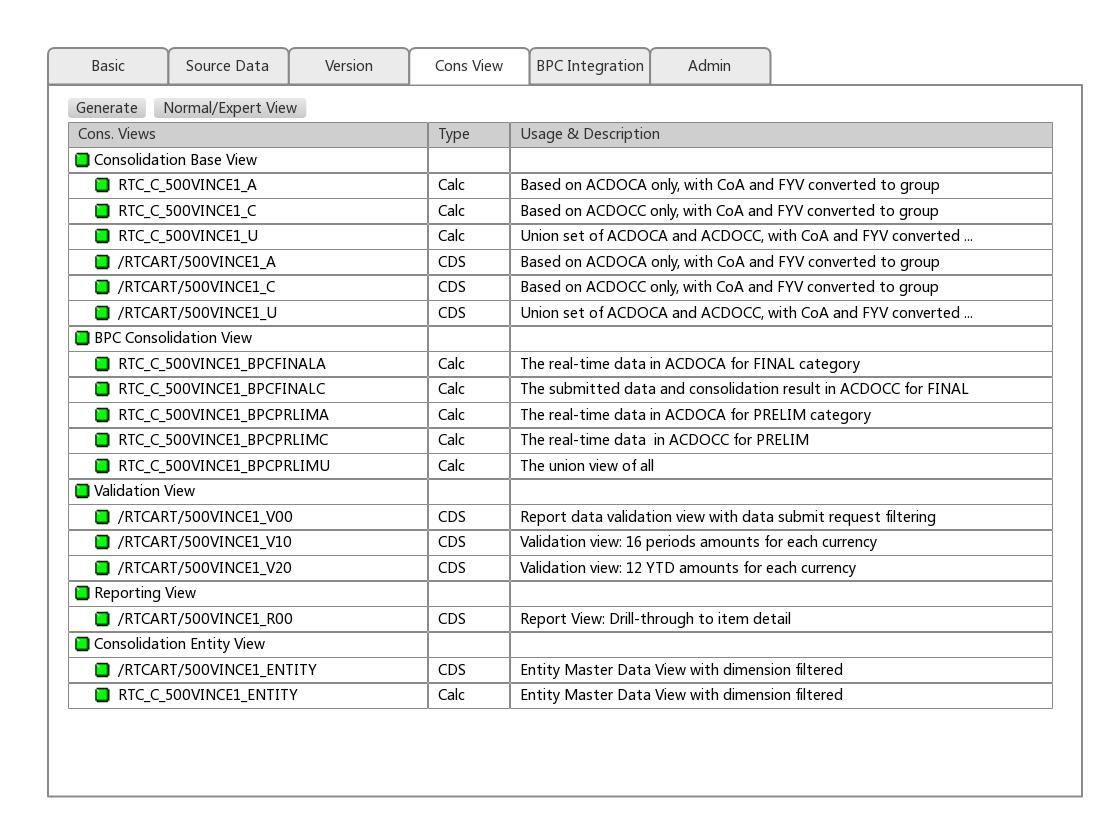 Basic Source Data Version Cons View BPC Integration Admin
Generate Normal/Expert View
Cons. Views Type Usage & Description
Consolidation Base View
RTC_C_500VINCE1_A Calc Based on ACDOCA only, with CoA and FYV converted to group
RTC_C_500VINCE1_C Calc Based on ACDOCC only, with CoA and FYV converted to group
RTC_C_500VINCE1_U Calc Union set of ACDOCA and ACDOCC, with CoA and FYV converted ...
/RTCART/500VINCE1_A CDS Based on ACDOCA only, with CoA and FYV converted to group
/RTCART/500VINCE1_C CDS Based on ACDOCC only, with CoA and FYV converted to group
/RTCART/500VINCE1_U CDS Union set of ACDOCA and ACDOCC, with CoA and FYV converted ...
BPC Consolidation View
RTC_C_500VINCE1_BPCFINALA Calc The real-time data in ACDOCA for FINAL category
RTC_C_500VINCE1_BPCFINALC Calc The submitted data and consolidation result in ACDOCC for FINAL
RTC_C_500VINCE1_BPCPRLIMA Calc The real-time data in ACDOCA for PRELIM category
RTC_C_500VINCE1_BPCPRLIMC Calc The real-time data in ACDOCC for PRELIM
RTC_C_500VINCE1_BPCPRLIMU Calc The union view of all
Validation View
/RTCART/500VINCE1_V00 CDS Report data validation view with data submit request filtering
/RTCART/500VINCE1_V10 CDS Validation view: 16 periods amounts for each currency
/RTCART/500VINCE1_V20 CDS Validation view: 12 YTD amounts for each currency
Reporting View
/RTCART/500VINCE1_R00 CDS Report View: Drill-through to item detail
Consolidation Entity View
/RTCART/500VINCE1_ENTITY CDS Entity Master Data View with dimension filtered
RTC_C_500VINCE1_ENTITY Calc Entity Master Data View with dimension filtered